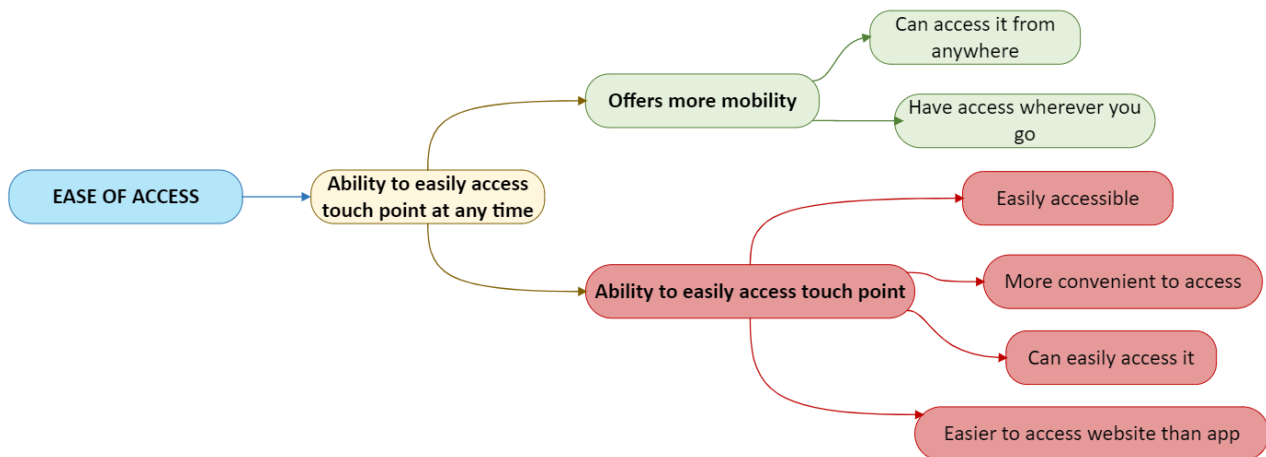 Can access it from
anywhere
Offers more mobility
Have access wherever you
go
EASE OF ACCESS
Ability to easily access
touch point at any time
Easily accessible
Ability to easily access touch point
More convenient to access
Can easily access it
Easier to access website than app